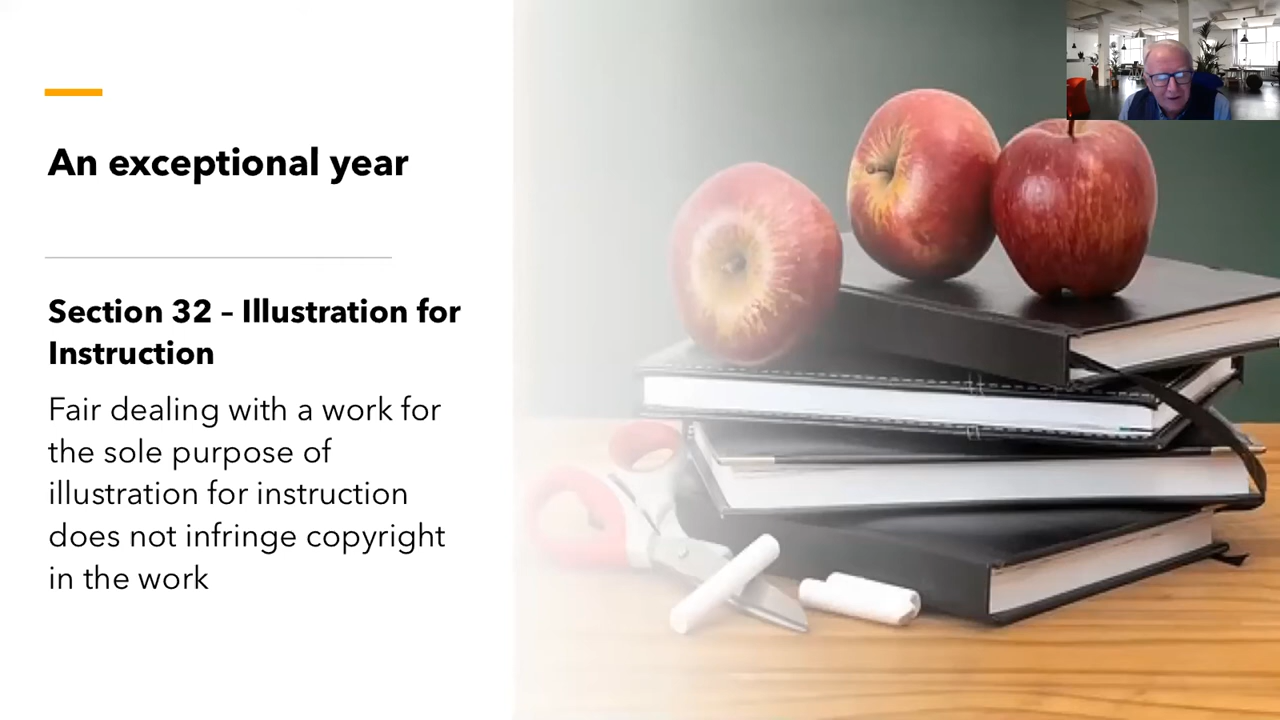 An exceptional year
Section 32 – Illustration for
Instruction
Fair dealing with a work for
the sole purpose of
illustration for instruction
does not infringe copyright
in the work